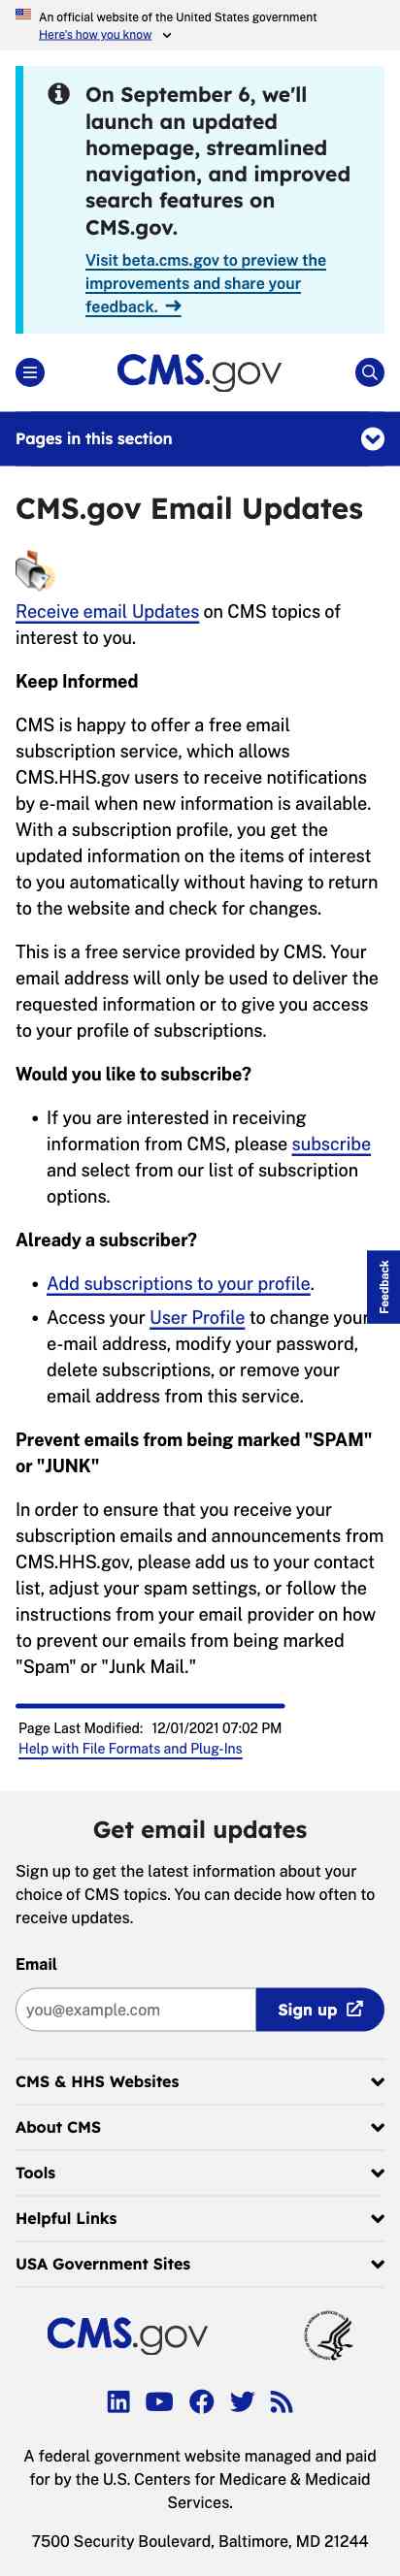 An official website of the United States government
Here's how you know
On September 6, we'll
launch an updated
homepage, streamlined
navigation, and improved
search features on
CMS.gov.
Visit beta.cms.gov to preview the
improvements and share your
feedback. →
CMS.gov
Pages in this section
CMS.gov Email Updates
Receive email Updates on CMS topics of
interest to you.
Keep Informed
CMS is happy to offer a free email
subscription service, which allows
CMS.HHS.gov users to receive notifications
by e-mail when new information is available.
With a subscription profile, you get the
updated information on the items of interest
to you automatically without having to return
to the website and check for changes.
This is a free service provided by CMS. Your
email address will only be used to deliver the
requested information or to give you access
to your profile of subscriptions.
Would you like to subscribe?
• If you are interested in receiving
information from CMS, please subscribe
and select from our list of subscription
options.
Already a subscriber?
• Add subscriptions to your profile.
Feedback
• Access your User Profile to change your
e-mail address, modify your password,
delete subscriptions, or remove your
email address from this service.
Prevent emails from being marked "SPAM"
or "JUNK"
In order to ensure that you receive your
subscription emails and announcements from
CMS.HHS.gov, please add us to your contact
list, adjust your spam settings, or follow the
instructions from your email provider on how
to prevent our emails from being marked
"Spam" or "Junk Mail."
Page Last Modified: 12/01/2021 07:02 PM
Help with File Formats and Plug-Ins
Get email updates
Sign up to get the latest information about your
choice of CMS topics. You can decide how often to
receive updates.
Email
you@example.com
Sign up
CMS & HHS Websites
About CMS
Tools
Helpful Links
USA Government Sites
CMS.gov
A federal government website managed and paid
for by the U.S. Centers for Medicare & Medicaid
Services.
7500 Security Boulevard, Baltimore, MD 21244